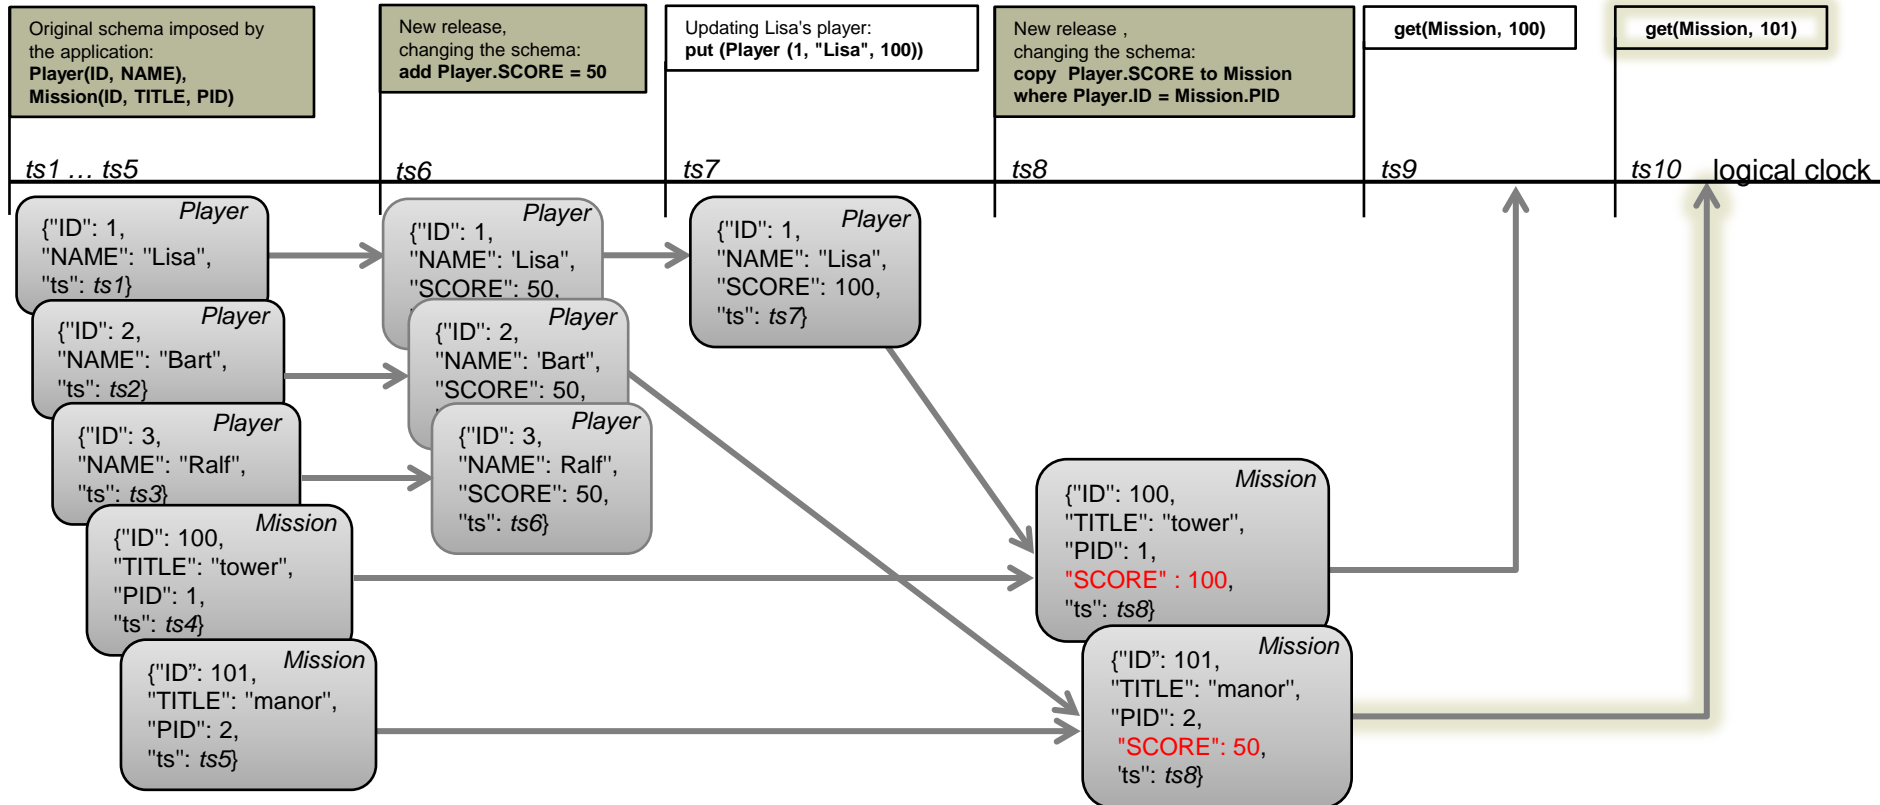 Original schema imposed by
the application:
Player(ID, NAME),
Mission(ID, TITLE, PID)
New release,
changing the schema:
add Player.SCORE = 50
Updating Lisa's player:
put (Player (1, "Lisa", 100))
New release ,
changing the schema:
copy Player.SCORE to Mission
where Player.ID = Mission.PID
get(Mission, 100)
get(Mission, 101)
ts1 … ts5
ts6
ts7
ts8
ts9
ts10
logical clock
Player
{"ID": 1,
"NAME": "Lisa",
"ts": ts1}
Player
{"ID": 2,
"NAME": "Bart",
"ts": ts2}
Player
{"ID": 3,
"NAME": "Ralf",
"ts": ts3}
Mission
{"ID": 100,
"TITLE": "tower",
"PID": 1,
"ts": ts4}
Mission
{"ID”: 101,
"TITLE": "manor",
"PID": 2,
"ts": ts5}
Player
{"ID": 1,
"NAME": 'Lisa",
"SCORE": 50,
Player
{"ID": 2,
"NAME": 'Bart",
"SCORE": 50,
Player
{"ID": 3,
"NAME": Ralf",
"SCORE": 50,
"ts": ts6}
Player
{"ID": 1,
"NAME": "Lisa",
"SCORE": 100,
"ts": ts7}
Mission
{"ID": 100,
"TITLE": "tower",
"PID": 1,
"SCORE" : 100,
"ts": ts8}
Mission
{"ID”: 101,
"TITLE": "manor",
"PID": 2,
"SCORE": 50,
'ts": ts8}